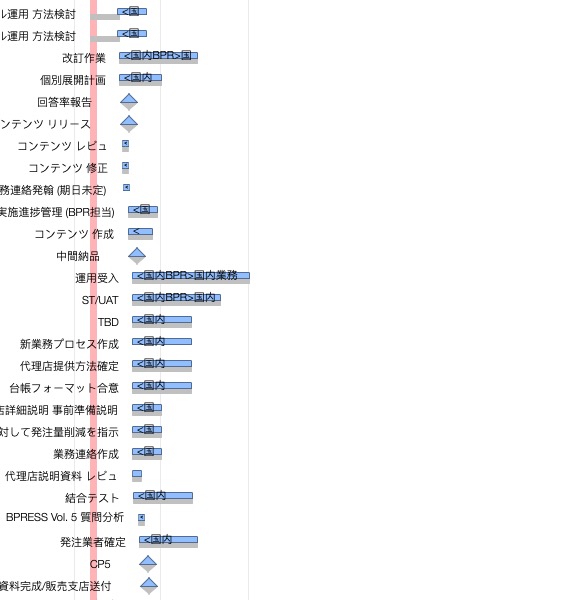 ル運用 方法検討 <国
ル運用 方法検討 <国
改訂作業 <国内BPR>国
個別展開計画 <国内
回答率報告
ンテンツ リリース
コンテンツ レビュ
コンテンツ 修正
務連絡発翰 (期日未定)
実施進捗管理 (BPR担当) <国
コンテンツ 作成 <
中間納品
運用受入 <国内BPR>国内業務
ST/UAT <国内BPR>国内
TBD <国内
新業務プロセス作成 <国内
代理店提供方法確定 <国内
台帳フォーマット合意 <国内
店詳細説明 事前準備説明 <国
対して発注量削減を指示 <国
業務連絡作成 <国
代理店説明資料 レビュ
結合テスト <国内
BPRESS Vol. 5 質問分析
発注業者確定 <国内
CP5
資料完成/販売支店送付